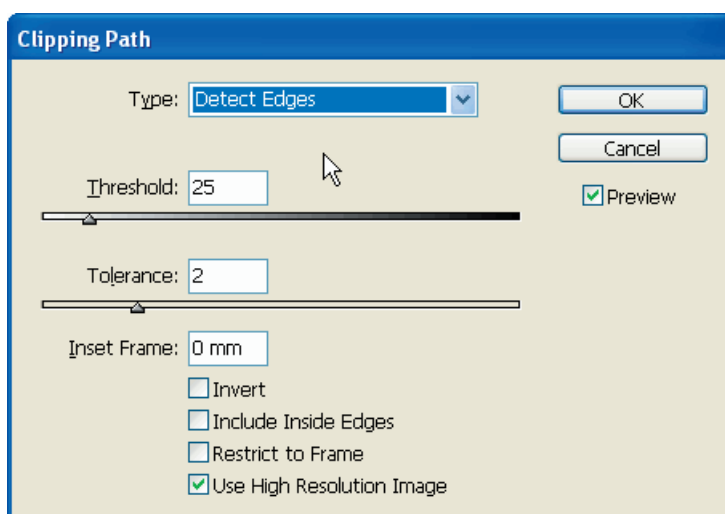 Clipping Path
Type: Detect Edges
OK
Cancel
Threshold: 25
Preview
Tolerance: 2
Inset Frame: 0 mm
Invert
Include Inside Edges
Restrict to Frame
Use High Resolution Image